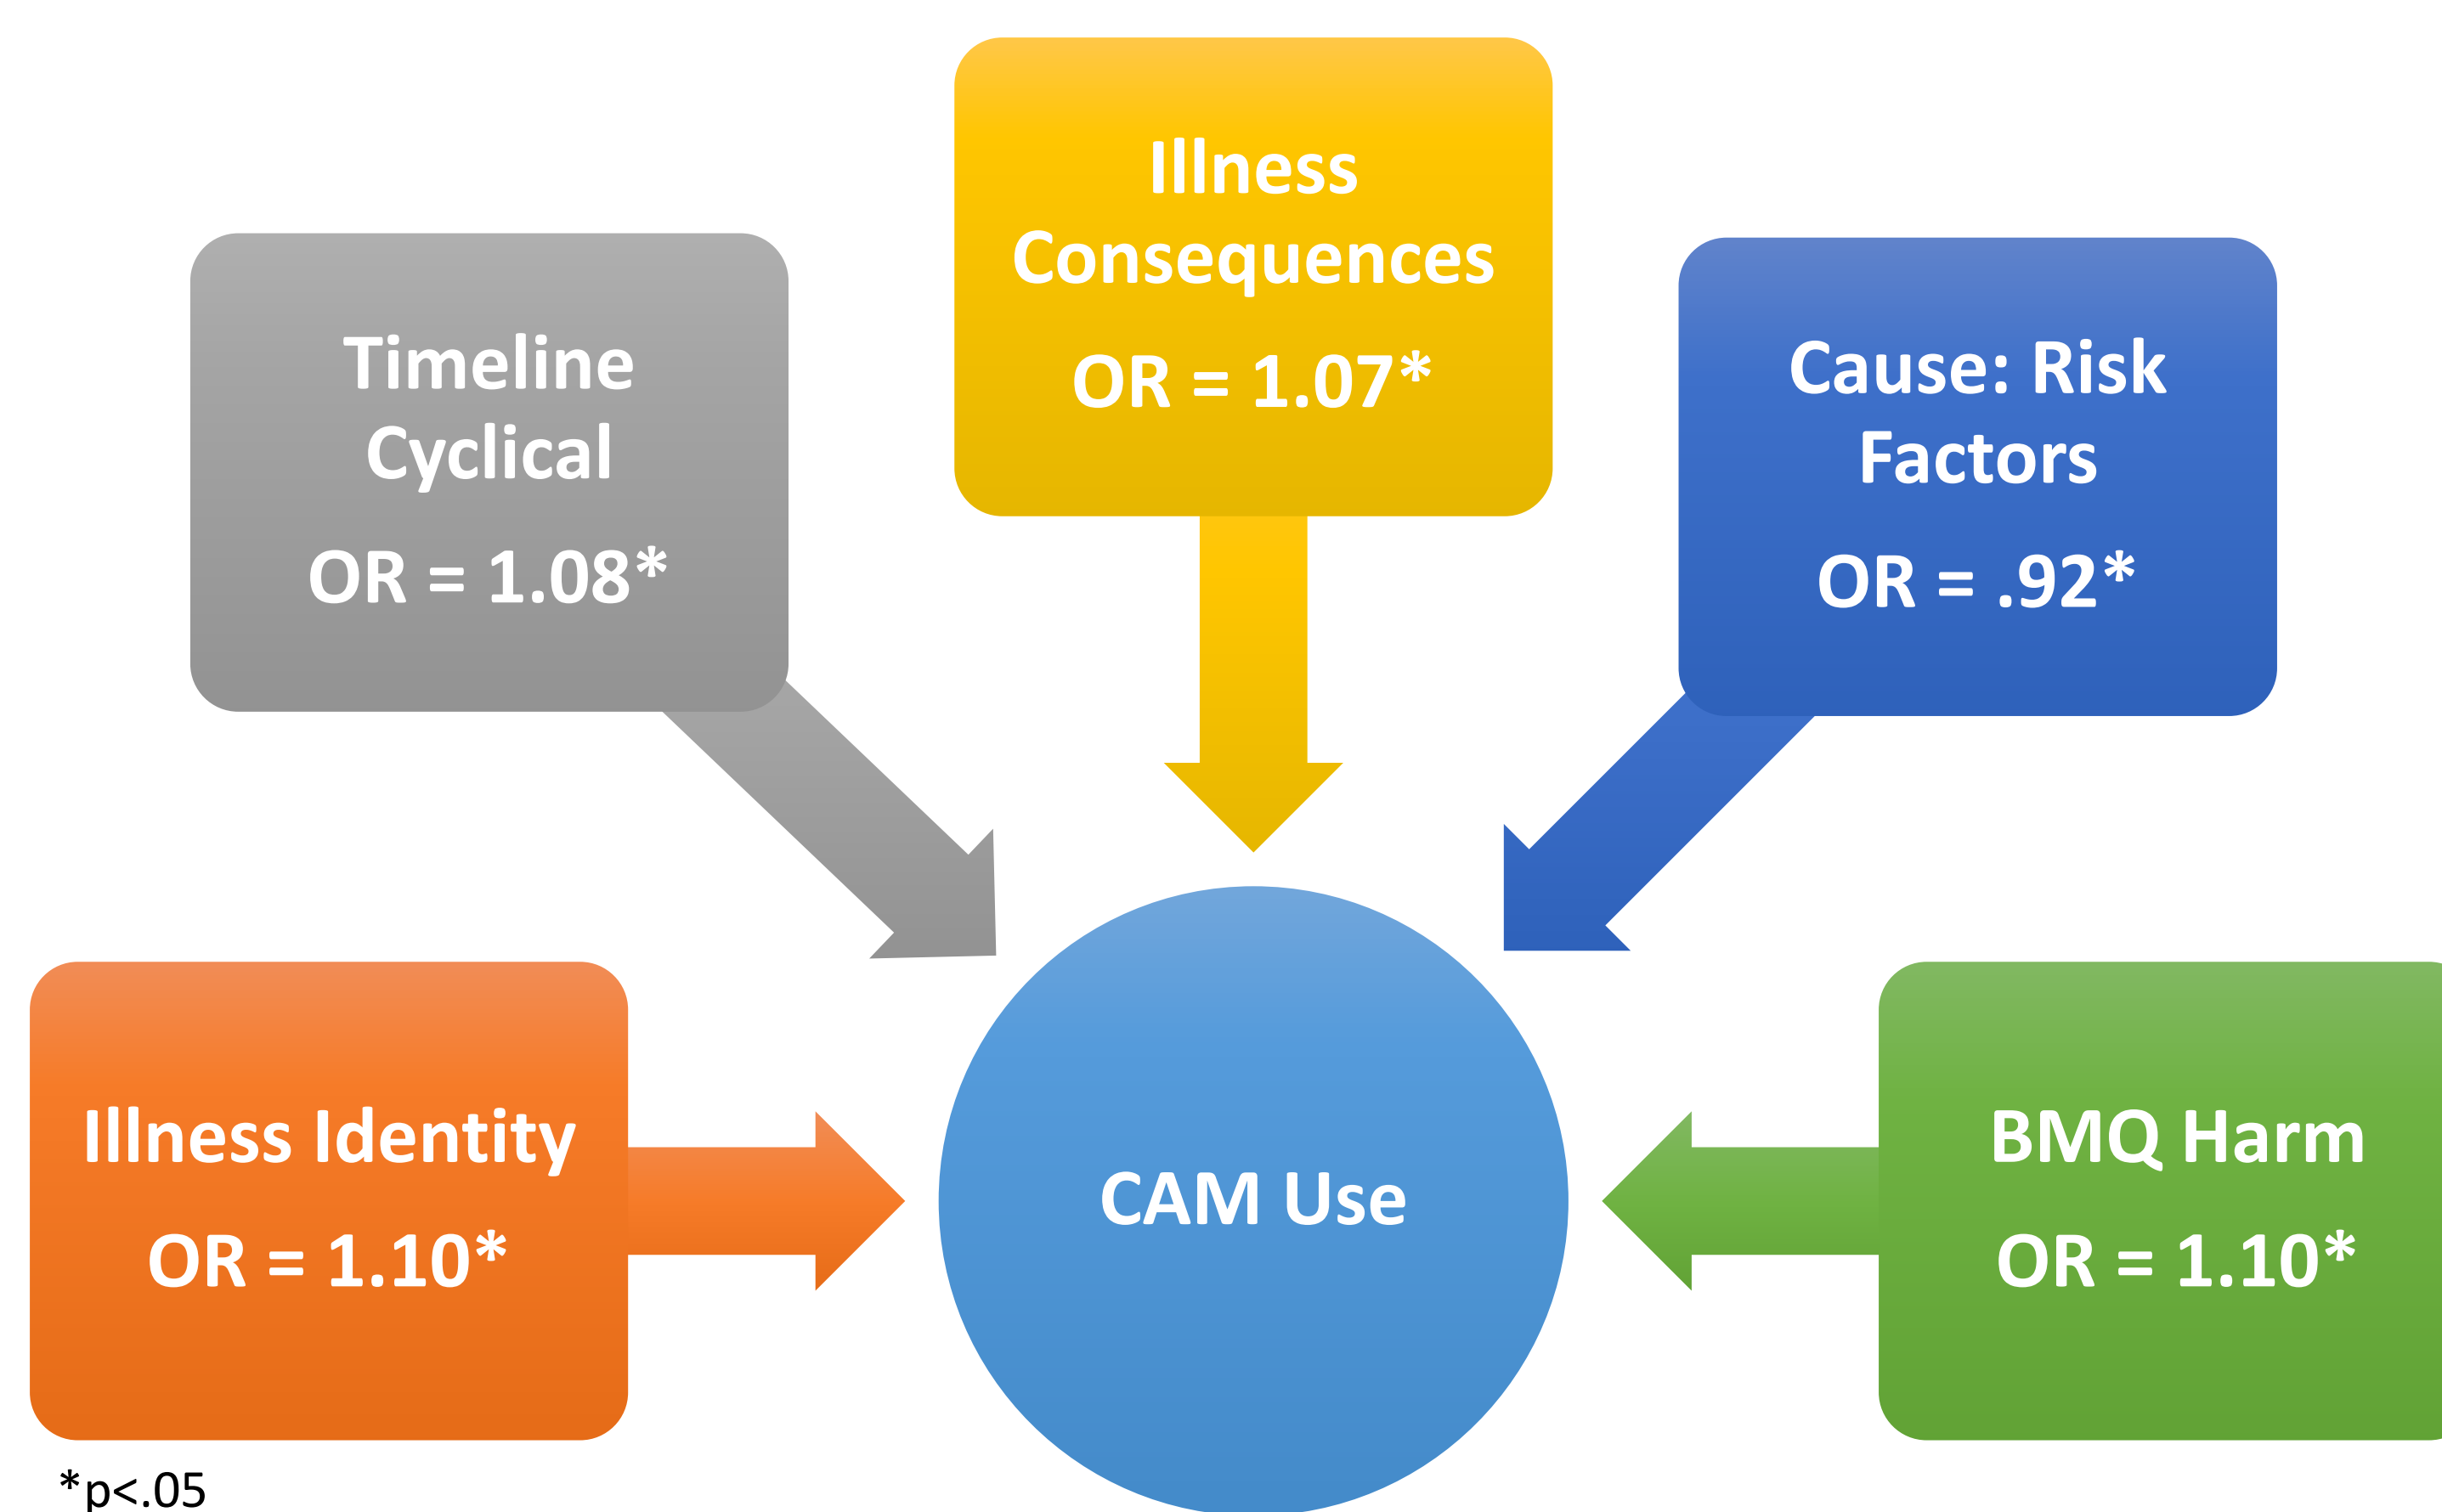 Illness
Consequences
OR = 1.07*
Timeline
Cyclical
OR = 1.08*
Cause: Risk
Factors
OR = .92*
Illness Identity
OR = 1.10*
CAM Use
BMQ Harm
OR = 1.10*
*p<.05